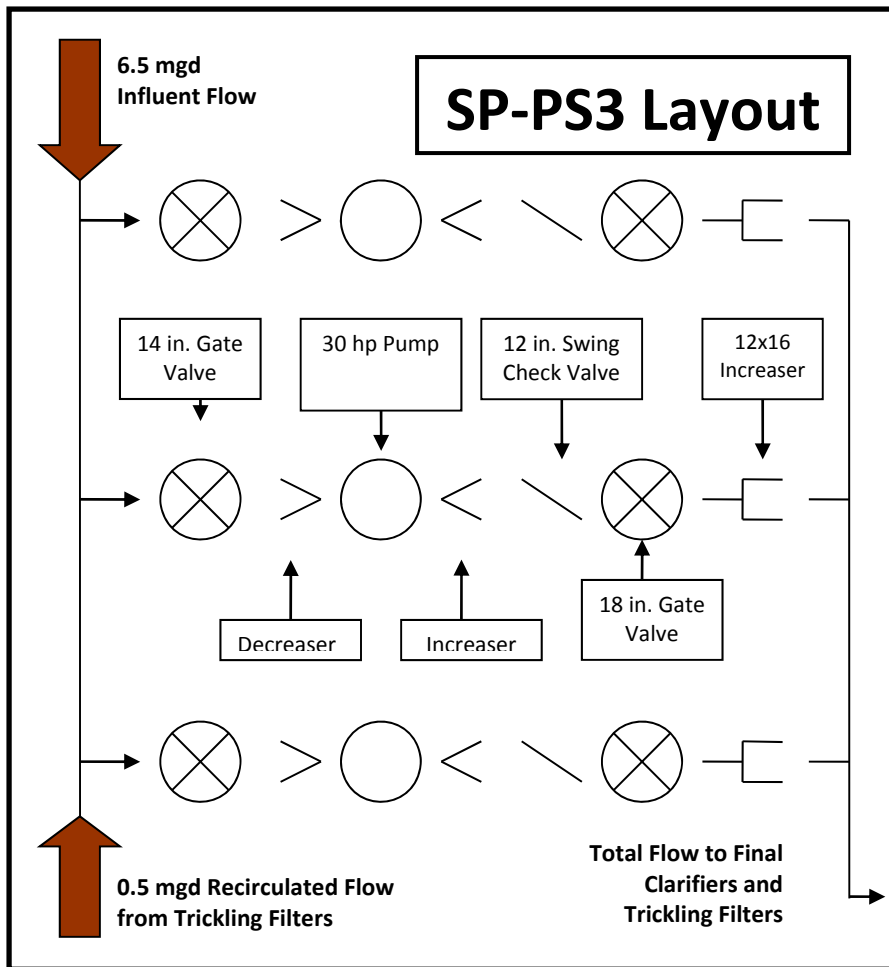 6.5 mgd
Influent Flow
SP-PS3 Layout
14 in. Gate
Valve
30 hp Pump
12 in. Swing
Check Valve
12x16
Increaser
Decreaser
Increaser
18 in. Gate
Valve
0.5 mgd Recirculated Flow
from Trickling Filters
Total Flow to Final
Clarifiers and
Trickling Filters